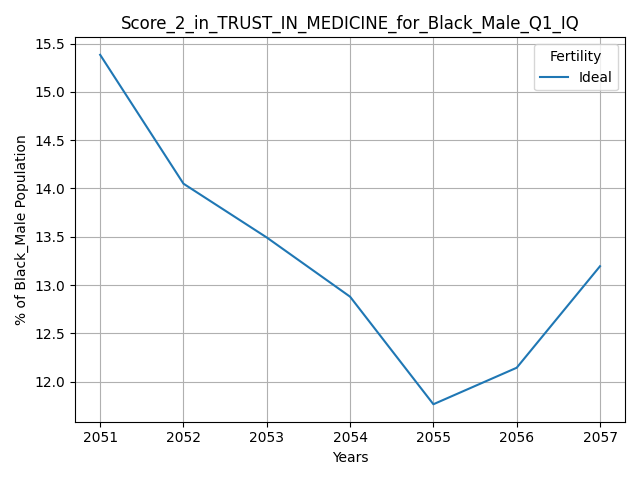 Score_2_in_TRUST_IN_MEDICINE_for_Black_Male_Q1_IQ
Fertility
Ideal
15.5
15.0
14.5
14.0
13.5
13.0
12.5
12.0
% of Black_Male Population
2051 2052 2053 2054 2055 2056 2057
Years